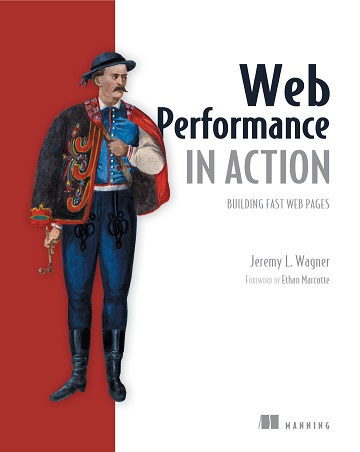 Web
Performance
IN ACTION
BUILDING FAST WEB PAGES
Jeremy L. Wagner
FOREWORD BY Ethan Marcotte
MANNING